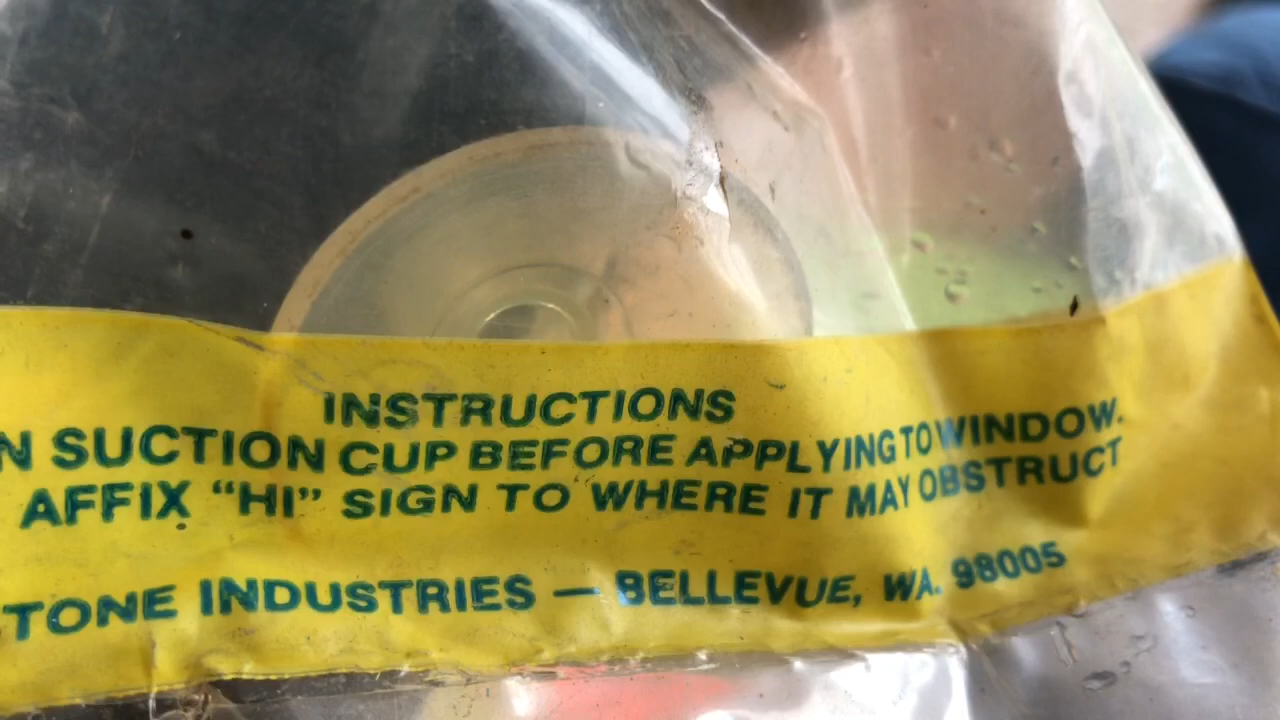 INSTRUCTIONS
SUCTION CUP BEFORE APPLYING TO WINDOW.
AFFIX “HI” SIGN TO WHERE IT MAY OBSTRUCT
TONE INDUSTRIES — BELLEVUE, WA. 98005